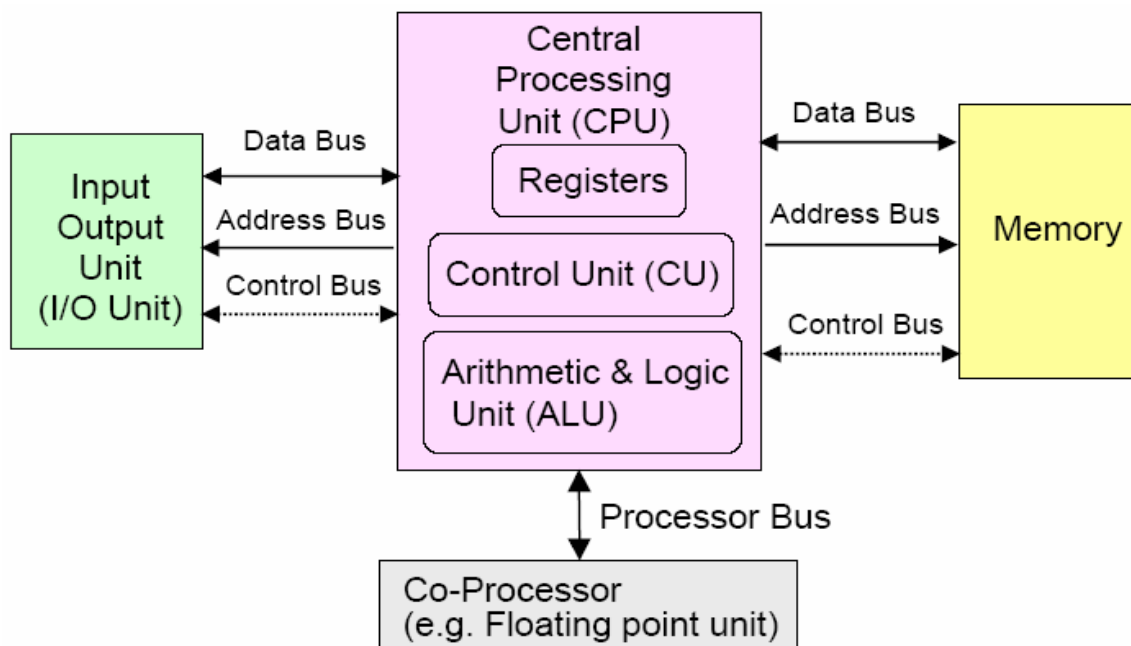 Central
Processing
Unit (CPU)
Registers
Control Unit (CU)
Arithmetic & Logic
Unit (ALU)
Input
Output
Unit
(I/O Unit)
Data Bus
Address Bus
Control Bus
Data Bus
Address Bus
Control Bus
Memory
Processor Bus
Co-Processor
(e.g. Floating point unit)